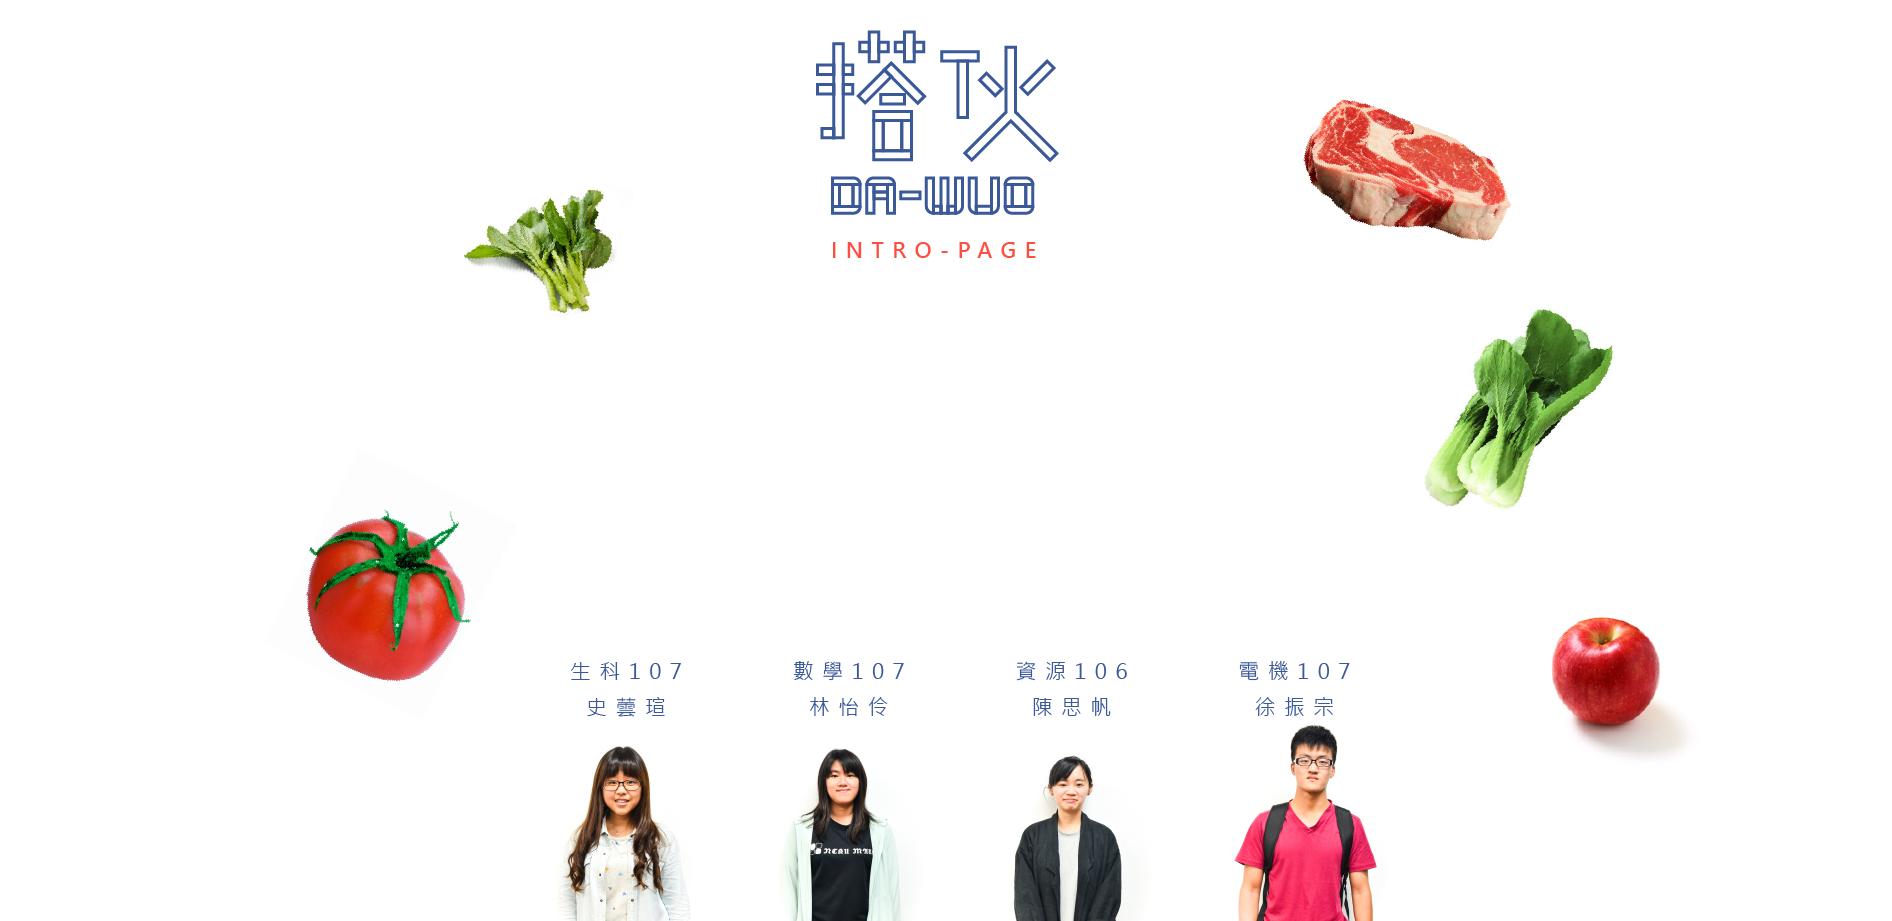 搭伙
DA-WUO
INTRO-PAGE
生科107
史蕓瑄
數學107
林怡伶
資源106
陳思帆
電機107
徐振宗